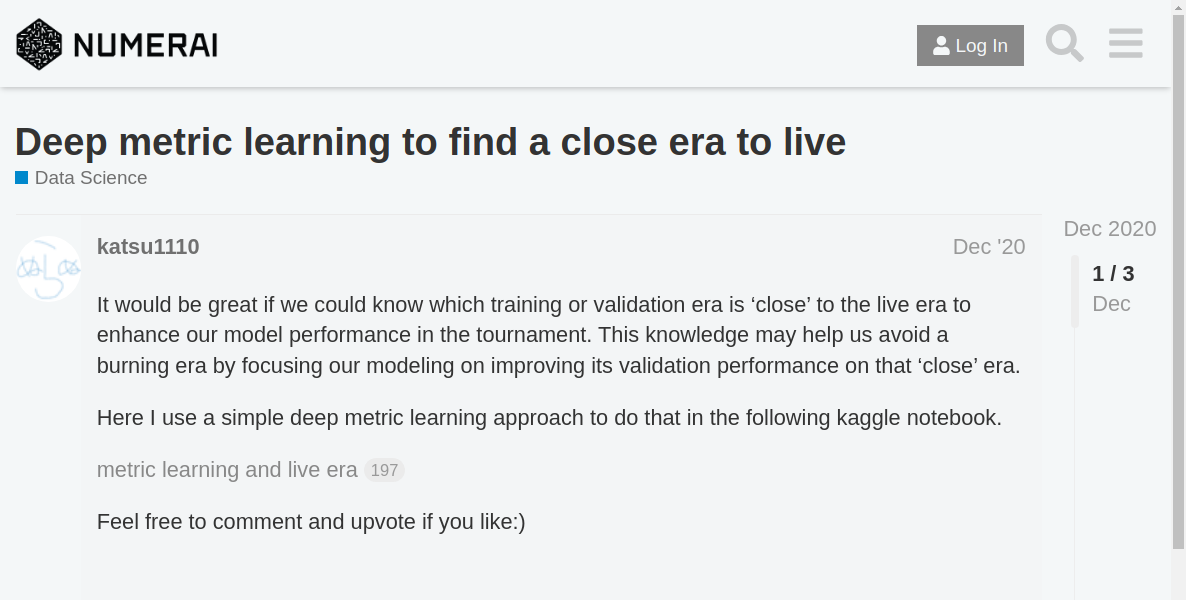 NUMERAI
Log In
Deep metric learning to find a close era to live
Data Science
katsu1110
Dec '20
It would be great if we could know which training or validation era is ‘close’ to the live era to
enhance our model performance in the tournament. This knowledge may help us avoid a
burning era by focusing our modeling on improving its validation performance on that ‘close’ era.
Here I use a simple deep metric learning approach to do that in the following kaggle notebook.
metric learning and live era 197
Feel free to comment and upvote if you like:)
Dec 2020
1 / 3
Dec